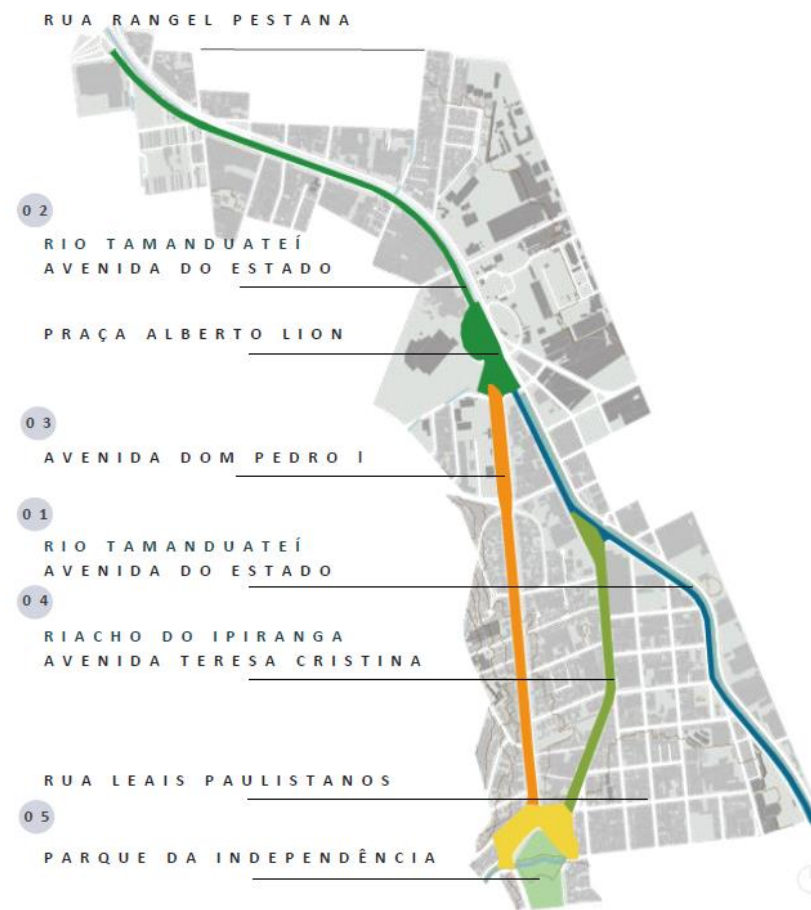 RUA RANGEL PESTANA
02
RIO TAMANDUATEÍ
AVENIDA DO ESTADO
PRAÇA ALBERTO LION
03
AVENIDA DOM PEDRO I
01
RIO TAMANDUATEÍ
AVENIDA DO ESTADO
04
RIACHO DO IPIRANGA
AVENIDA TERESA CRISTINA
RUA LEAIS PAULISTANOS
05
PARQUE DA INDEPENDÊNCIA